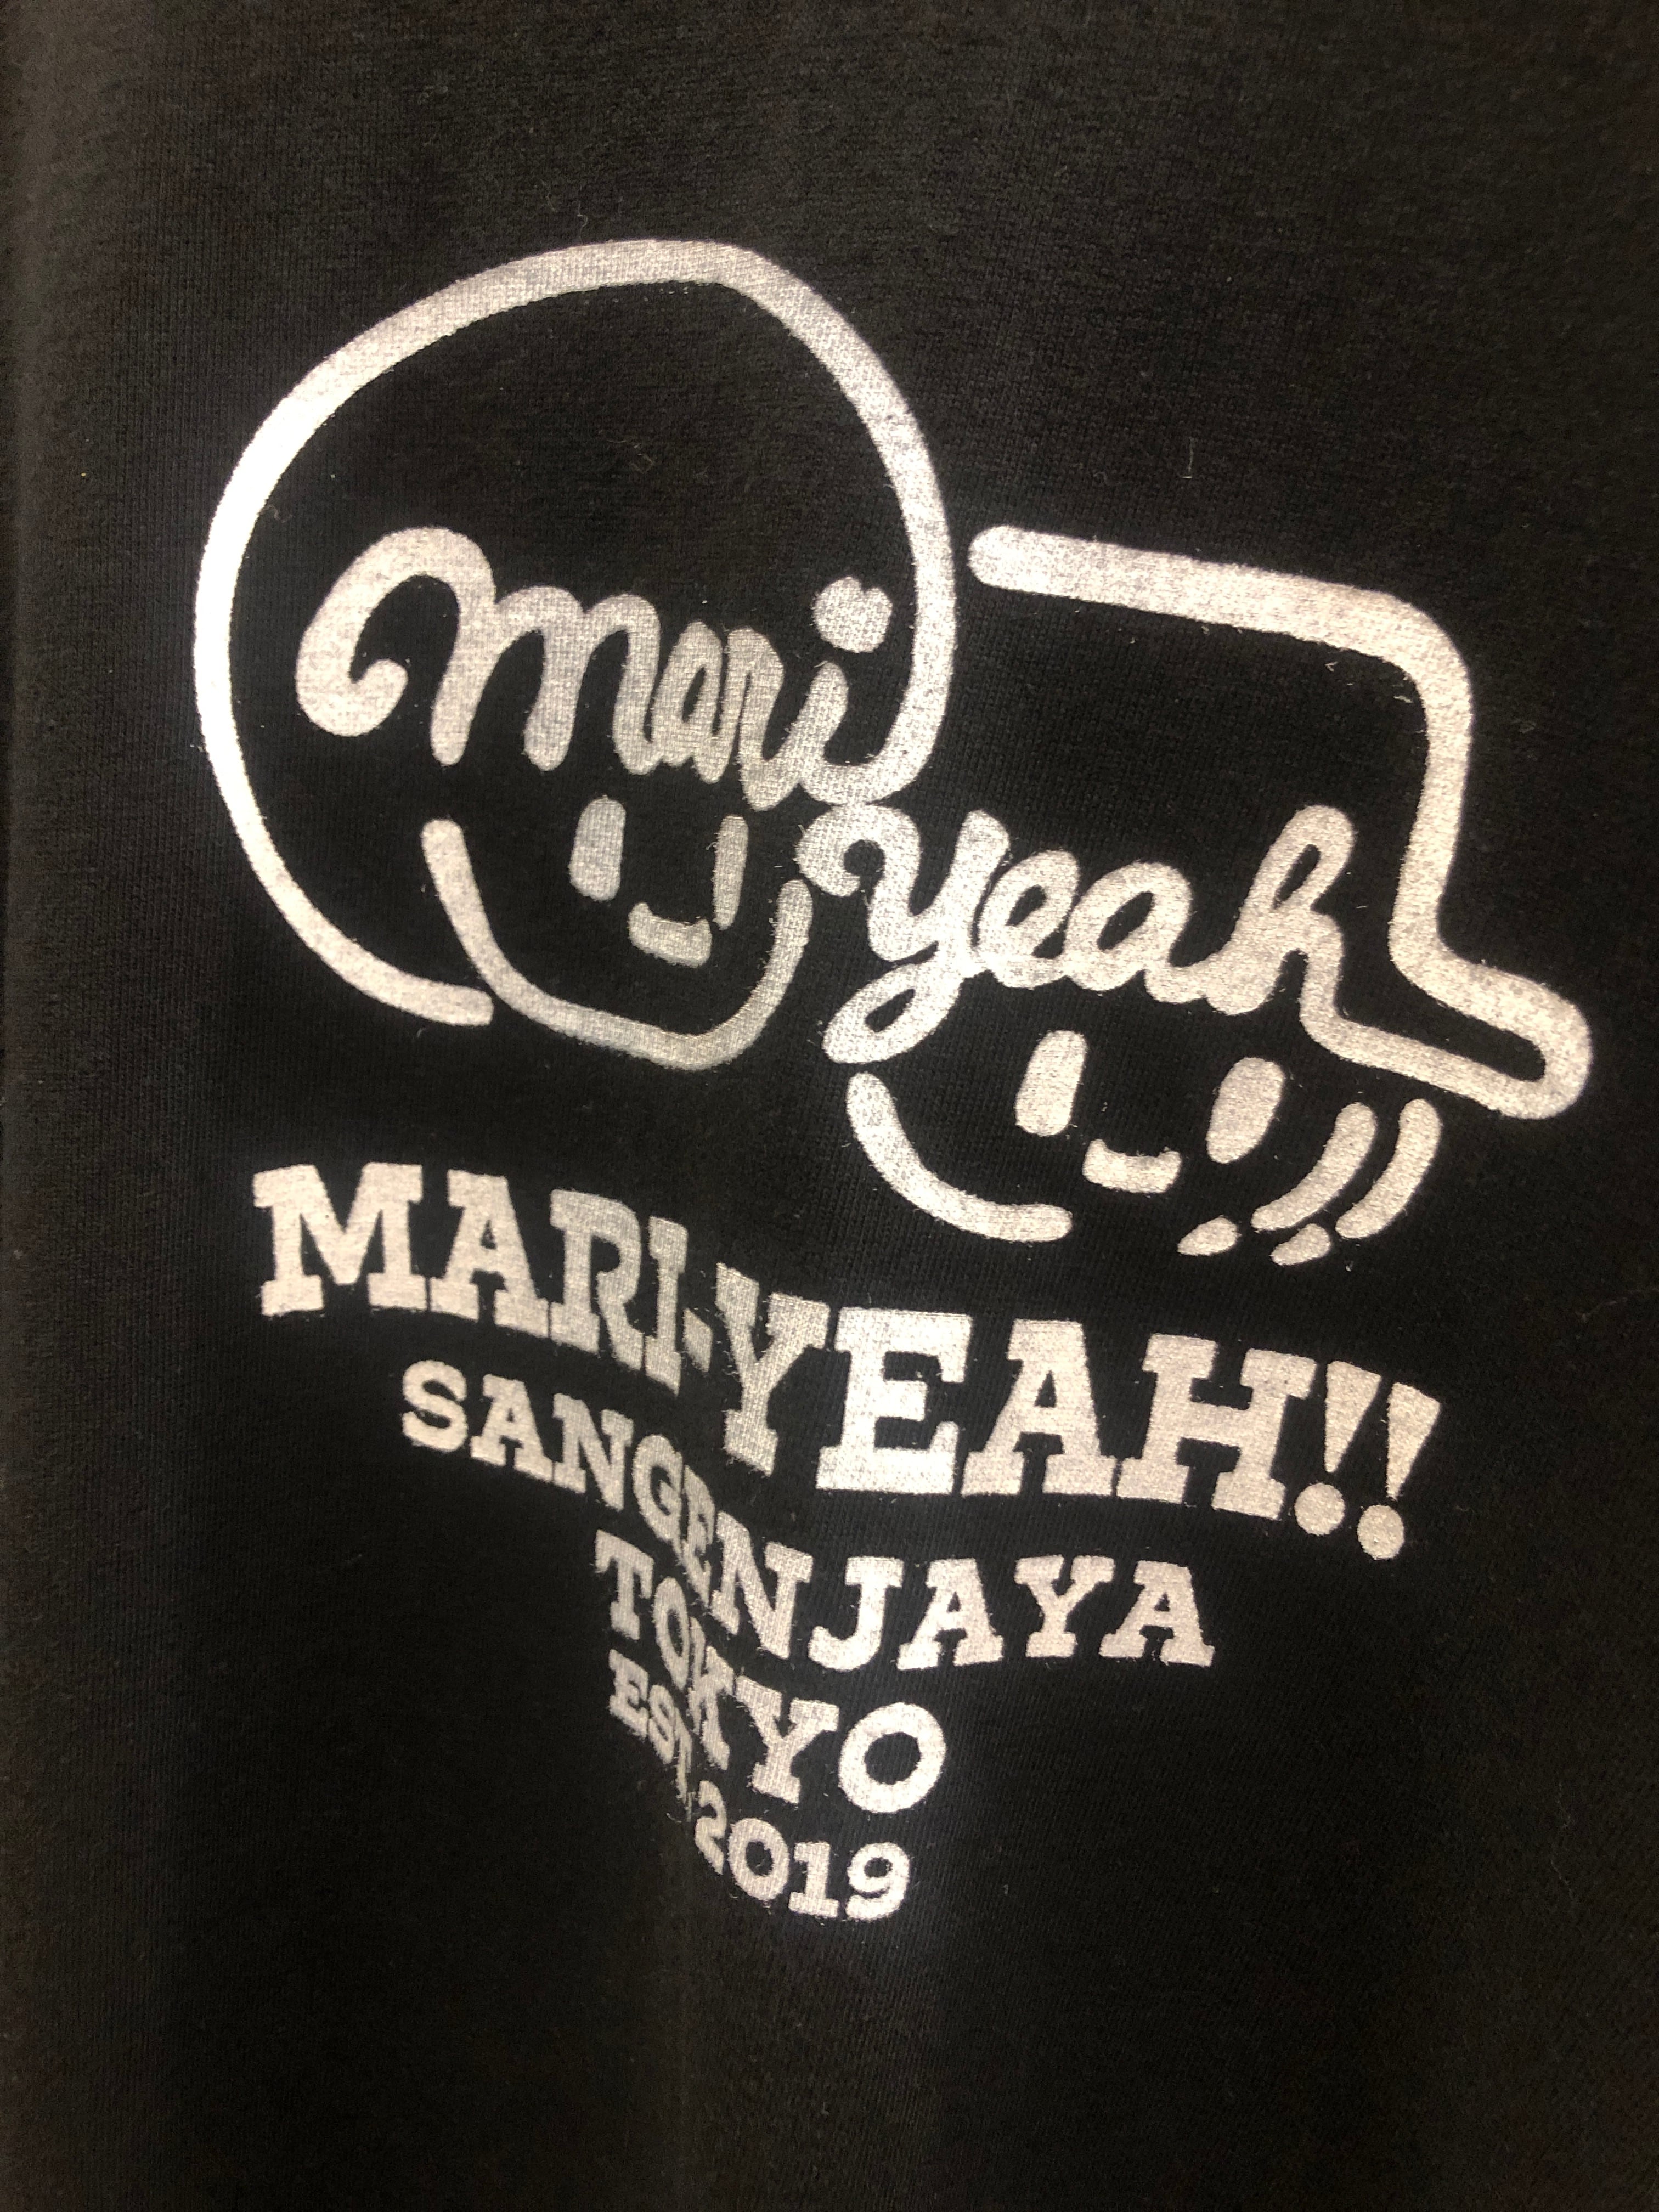 mari
yeah
MARI-YEAH!!
SANGENJAYA
TOKYO
EST. 2019